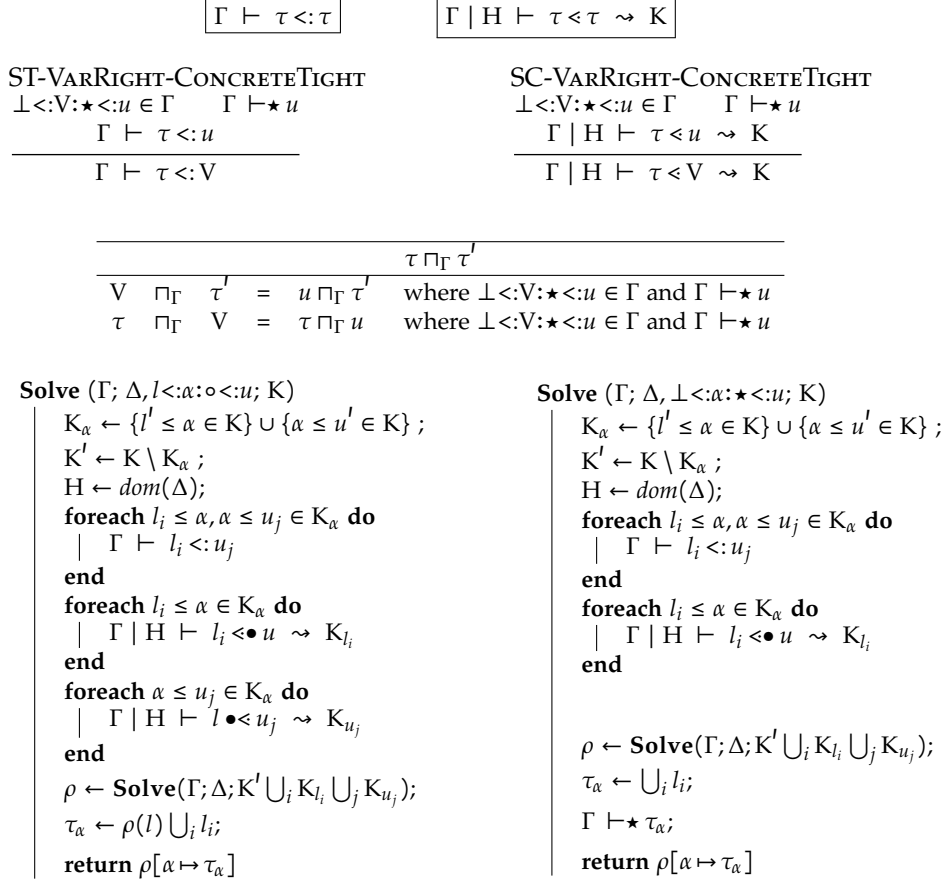 Γ ⊢ τ <: τ
Γ | H ⊢ τ ⋖ τ ⇝ K
ST-VarRight-ConcreteTight
⊥<:V:⋆<:u ∈ Γ Γ ⊢⋆ u
Γ ⊢ τ <: u
Γ ⊢ τ <: V
SC-VarRight-ConcreteTight
⊥<:V:⋆<:u ∈ Γ Γ ⊢⋆ u
Γ | H ⊢ τ ⋖ u ⇝ K
Γ | H ⊢ τ ⋖ V ⇝ K
τ ⊓Γ τ′
V ⊓Γ τ′ = u ⊓Γ τ′ where ⊥<:V:⋆<:u ∈ Γ and Γ ⊢⋆ u
τ ⊓Γ V = τ ⊓Γ u where ⊥<:V:⋆<:u ∈ Γ and Γ ⊢⋆ u
Solve (Γ; Δ, l<:α:∘<:u; K)
Kα ← {l′ ≤ α ∈ K} ∪ {α ≤ u′ ∈ K} ;
K′ ← K \ Kα ;
H ← dom(Δ);
foreach li ≤ α, α ≤ uj ∈ Kα do
Γ ⊢ li <: uj
end
foreach li ≤ α ∈ Kα do
Γ | H ⊢ li ⋖• u ⇝ Kli
end
foreach α ≤ uj ∈ Kα do
Γ | H ⊢ l •⋖ uj ⇝ Kuj
end
ρ ← Solve(Γ; Δ; K′ ⋃i Kli ⋃j Kuj);
τα ← ρ(l) ⋃i li;
return ρ[α ↦ τα]
Solve (Γ; Δ, ⊥<:α:⋆<:u; K)
Kα ← {l′ ≤ α ∈ K} ∪ {α ≤ u′ ∈ K} ;
K′ ← K \ Kα ;
H ← dom(Δ);
foreach li ≤ α, α ≤ uj ∈ Kα do
Γ ⊢ li <: uj
end
foreach li ≤ α ∈ Kα do
Γ | H ⊢ li ⋖• u ⇝ Kli
end
ρ ← Solve(Γ; Δ; K′ ⋃i Kli ⋃j Kuj);
τα ← ⋃i li;
Γ ⊢⋆ τα;
return ρ[α ↦ τα]